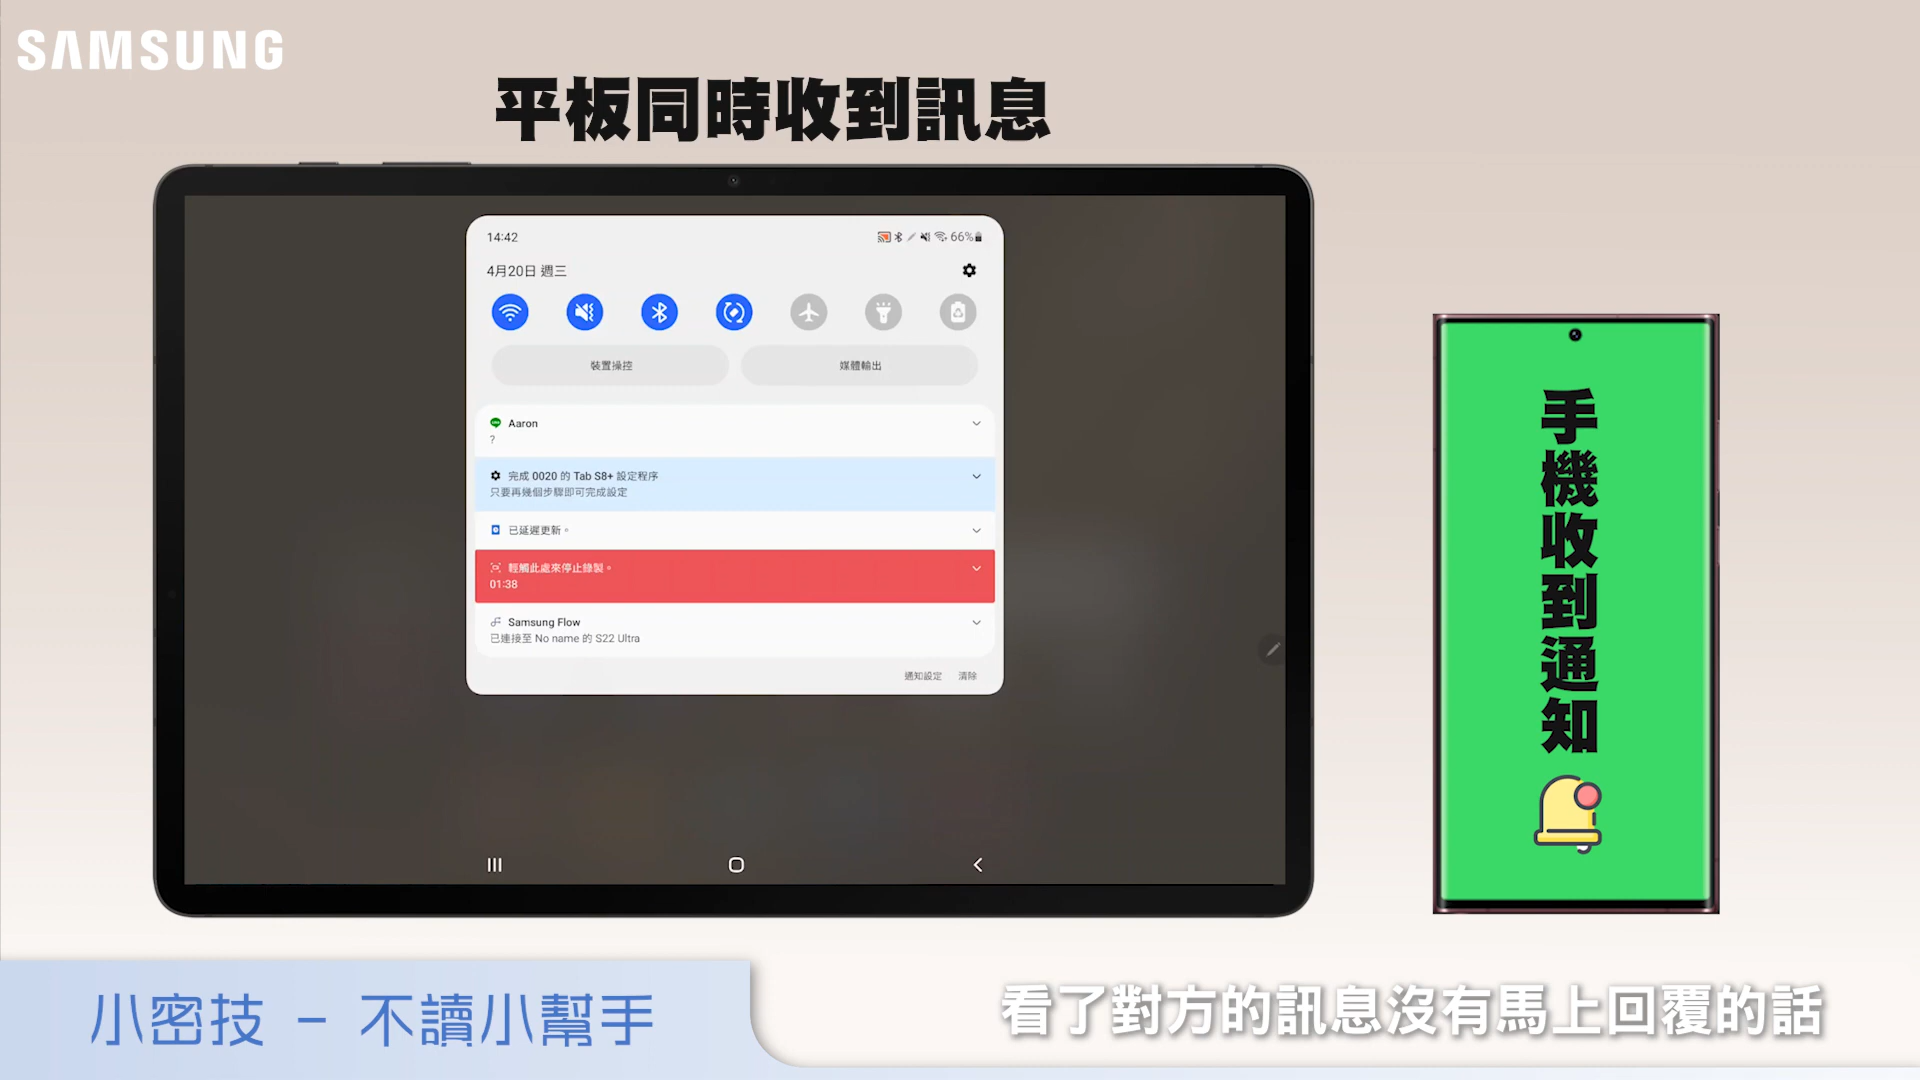 SAMSUNG
平板同時收到訊息
14:42
66%
4月20日 週三
裝置操控
媒體輸出
Aaron
?
完成 0020 的 Tab S8+ 設定程序
只要再幾個步驟即可完成設定
已延遲更新。
輕觸此處來停止錄製。
01:38
Samsung Flow
已連接至 No name 的 S22 Ultra
通知設定
清除
手機收到通知
小密技 - 不讀小幫手
看了對方的訊息沒有馬上回覆的話